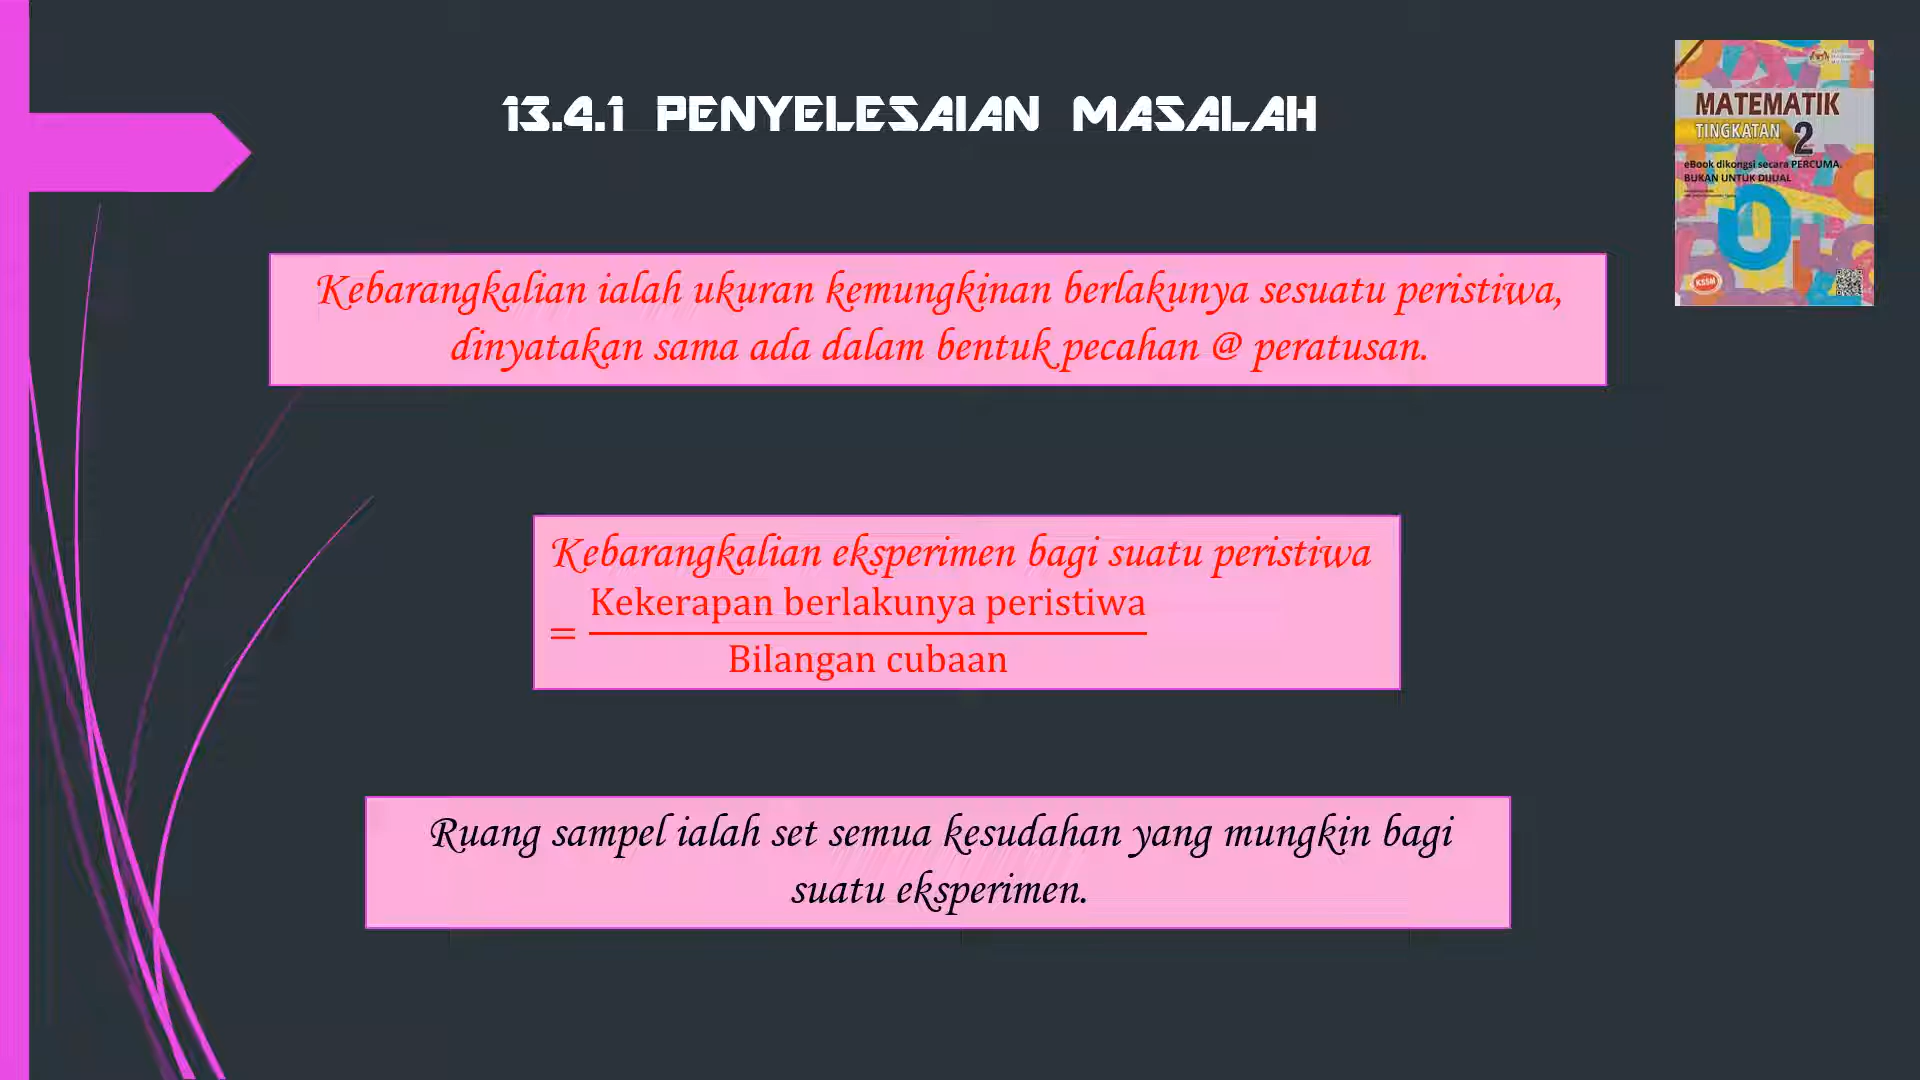 13.4.1 PENYELESAIAN MASALAH
MATEMATIK
TINGKATAN 2
eBook dikongsi secara PERCUMA.
BUKAN UNTUK DIJUAL
KSSM
Kebarangkalian ialah ukuran kemungkinan berlakunya sesuatu peristiwa,
dinyatakan sama ada dalam bentuk pecahan @ peratusan.
Kebarangkalian eksperimen bagi suatu peristiwa
= Kekerapan berlakunya peristiwa
Bilangan cubaan
Ruang sampel ialah set semua kesudahan yang mungkin bagi
suatu eksperimen.